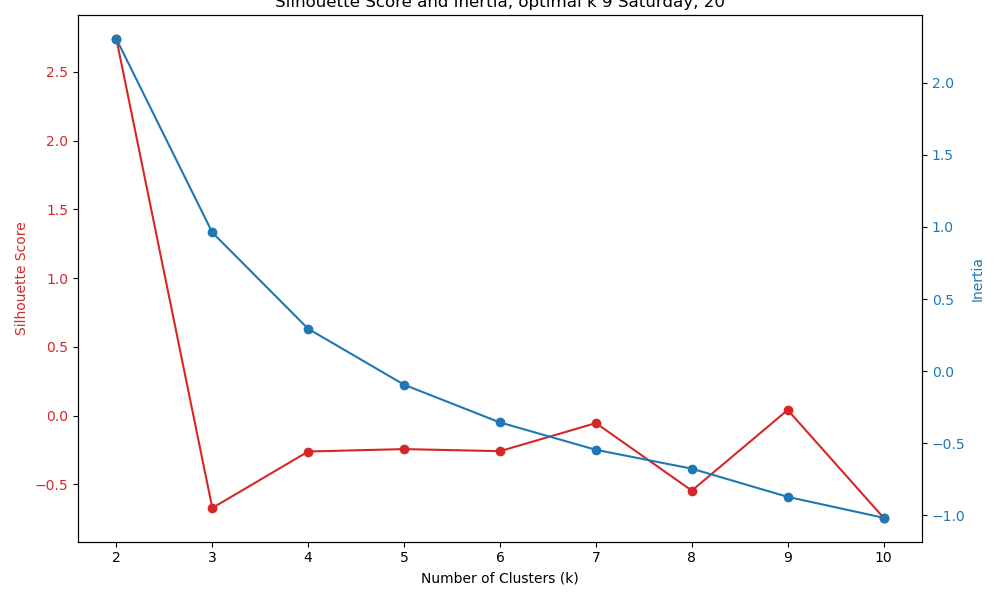 Silhouette Score and Inertia, optimal k 9 Saturday, 20
2.5
2.0
1.5
1.0
0.5
0.0
−0.5
Silhouette Score
2.0
1.5
1.0
0.5
0.0
−0.5
−1.0
Inertia
2 3 4 5 6 7 8 9 10
Number of Clusters (k)